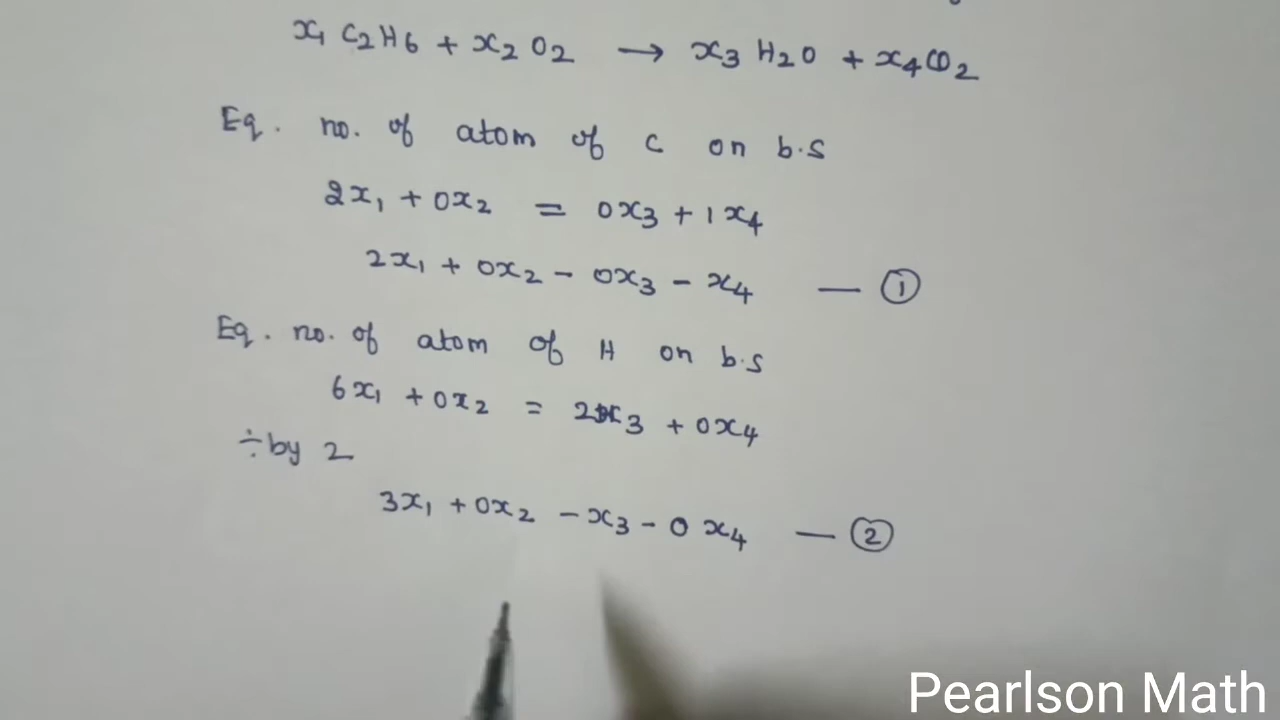 x₁ C₂H₆ + x₂ O₂ → x₃ H₂O + x₄ CO₂
Eq. no. of atom of C on b.s
2x₁ + 0x₂ = 0x₃ + 1x₄
2x₁ + 0x₂ - 0x₃ - x₄ — ①
Eq. no. of atom of H on b.s
6x₁ + 0x₂ = 2x₃ + 0x₄
÷ by 2
3x₁ + 0x₂ - x₃ - 0x₄ — ②
Pearlson Math